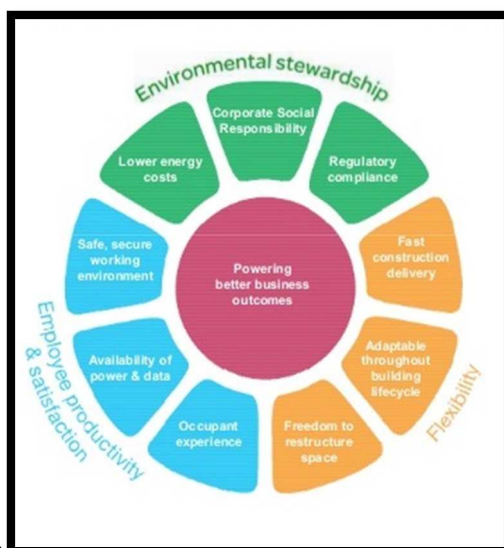 Environmental stewardship
Corporate Social
Responsibility
Lower energy
costs
Regulatory
compliance
Safe, secure
working
environment
Fast
construction
delivery
Powering
better business
outcomes
Availability of
power & data
Adaptable
throughout
building
lifecycle
Occupant
experience
Freedom to
restructure
space
Employee productivity
& satisfaction
Flexibility